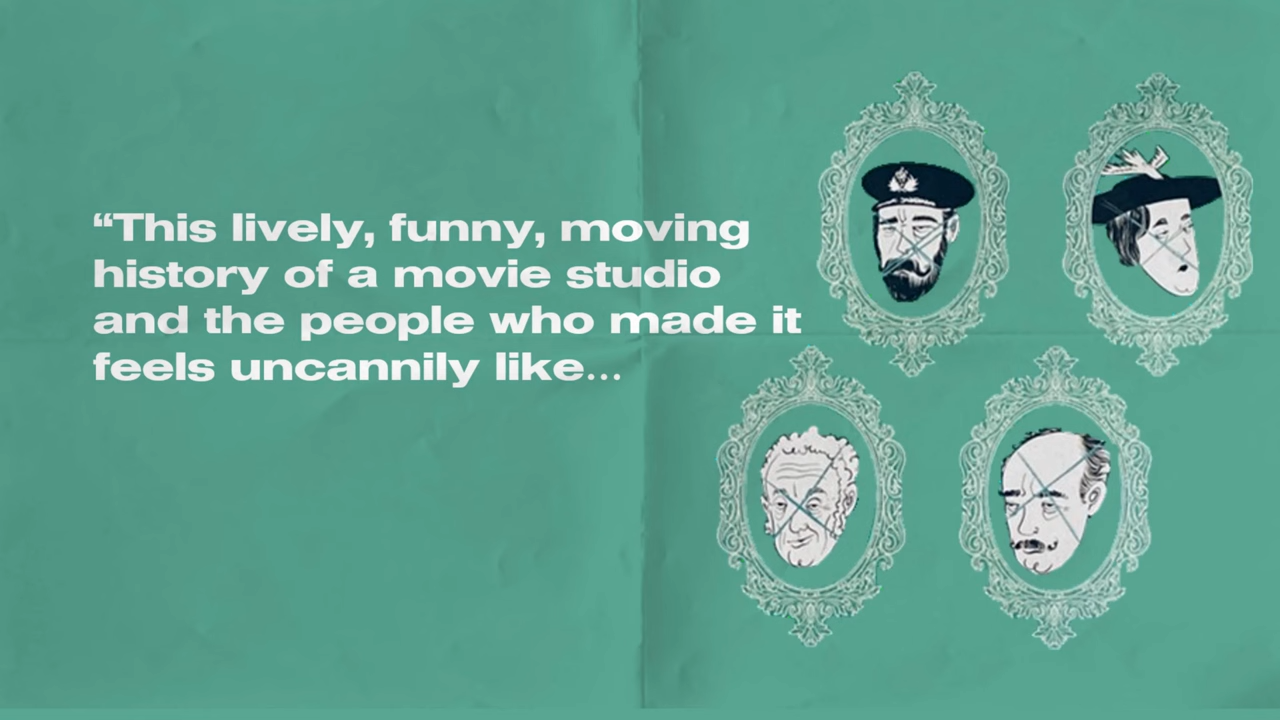 “This lively, funny, moving
history of a movie studio
and the people who made it
feels uncannily like...